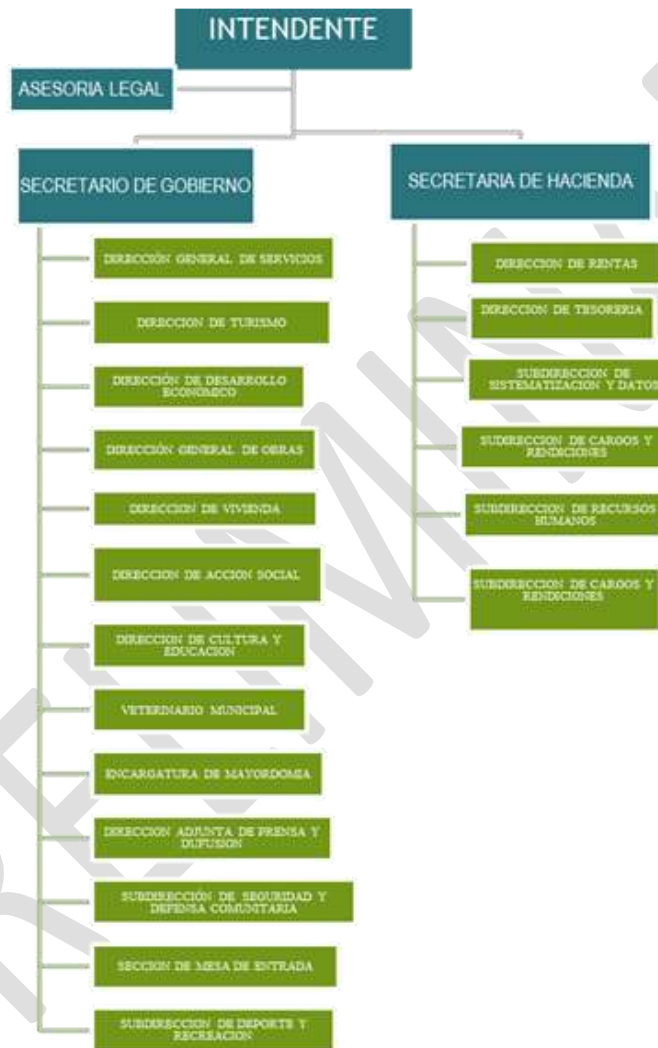 INTENDENTE
ASESORIA LEGAL
SECRETARIO DE GOBIERNO
DIRECCIÓN GENERAL DE SERVICIOS
DIRECCION DE TURISMO
DIRECCIÓN DE DESARROLLO
ECONOMICO
DIRECCIÓN GENERAL DE OBRAS
DIRECCION DE VIVIENDA
DIRECCION DE ACCION SOCIAL
DIRECCION DE CULTURA Y
EDUCACION
VETERINARIO MUNICIPAL
ENCARGATURA DE MAYORDOMIA
DIRECCION ADJUNTA DE PRENSA Y
DUFUSION
SUBDIRECCIÓN DE SEGURIDAD Y
DEFENSA COMUNITARIA
SECCION DE MESA DE ENTRADA
SUBDIRECCION DE DEPORTE Y
RECREACION
SECRETARIA DE HACIENDA
DIRECCION DE RENTAS
DIRECCION DE TESORERIA
SUBDIRECCION DE
SISTEMATIZACION Y DATOS
SUDIRECCION DE CARGOS Y
RENDICIONES
SUBDIRECCION DE RECURSOS
HUMANOS
SUBDIRECCION DE CARGOS Y
RENDICIONES